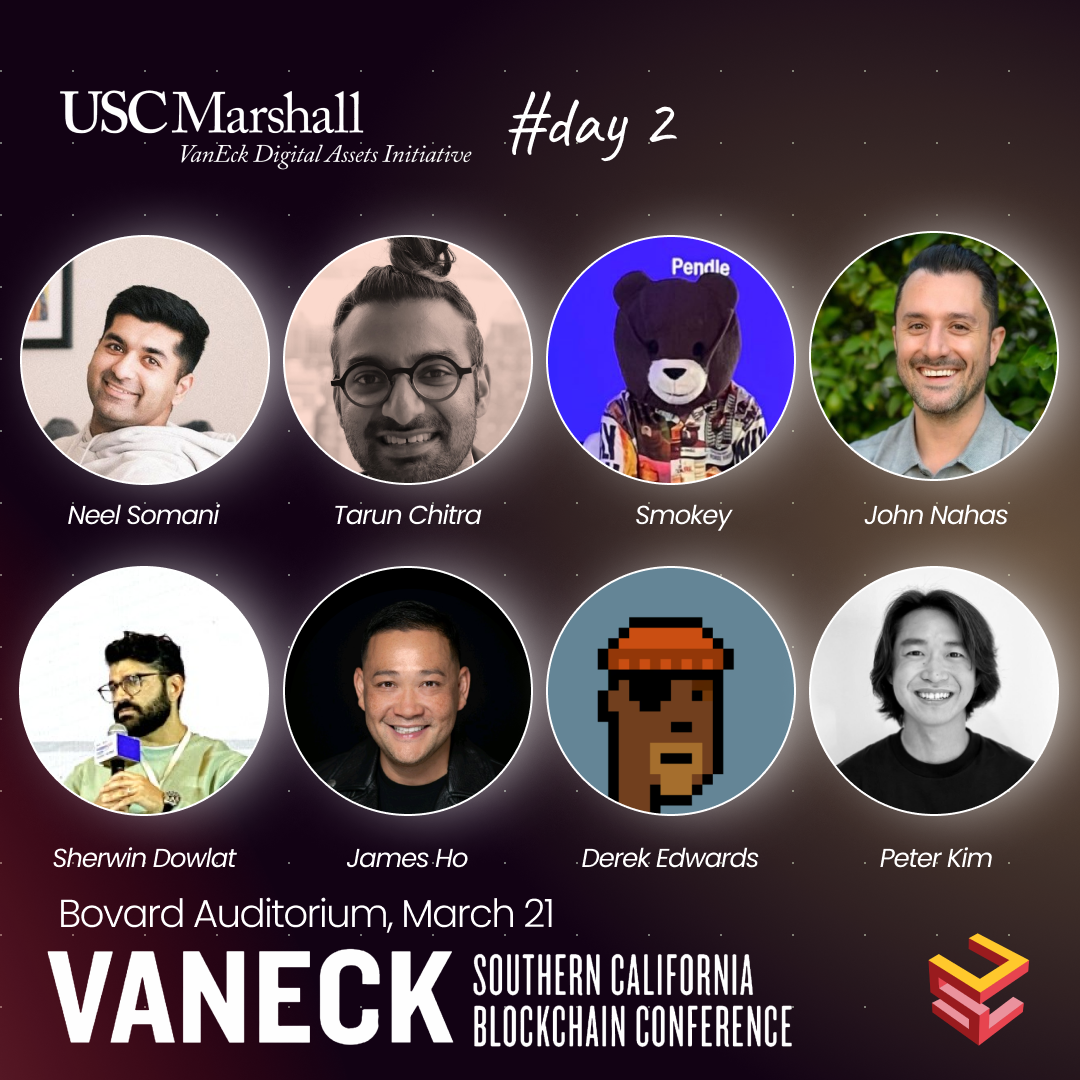 USC Marshall
VanEck Digital Assets Initiative
#day 2
Pendle
Neel Somani
Tarun Chitra
Smokey
John Nahas
Sherwin Dowlat
James Ho
Derek Edwards
Peter Kim
Bovard Auditorium, March 21
VANECK
SOUTHERN CALIFORNIA
BLOCKCHAIN CONFERENCE